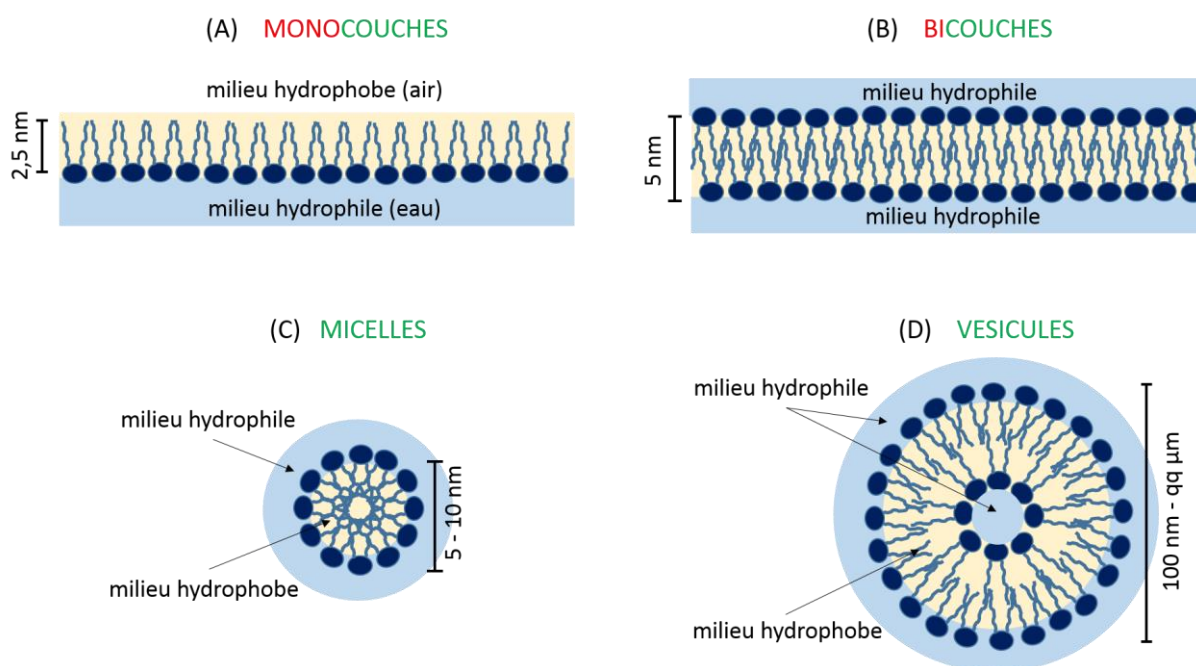 (A) MONOCOUCHES
milieu hydrophobe (air)
2,5 nm
milieu hydrophile (eau)
(B) BICOUCHES
milieu hydrophile
5 nm
milieu hydrophile
(C) MICELLES
milieu hydrophile
5 - 10 nm
milieu hydrophobe
(D) VESICULES
milieu hydrophile
100 nm - qq µm
milieu hydrophobe